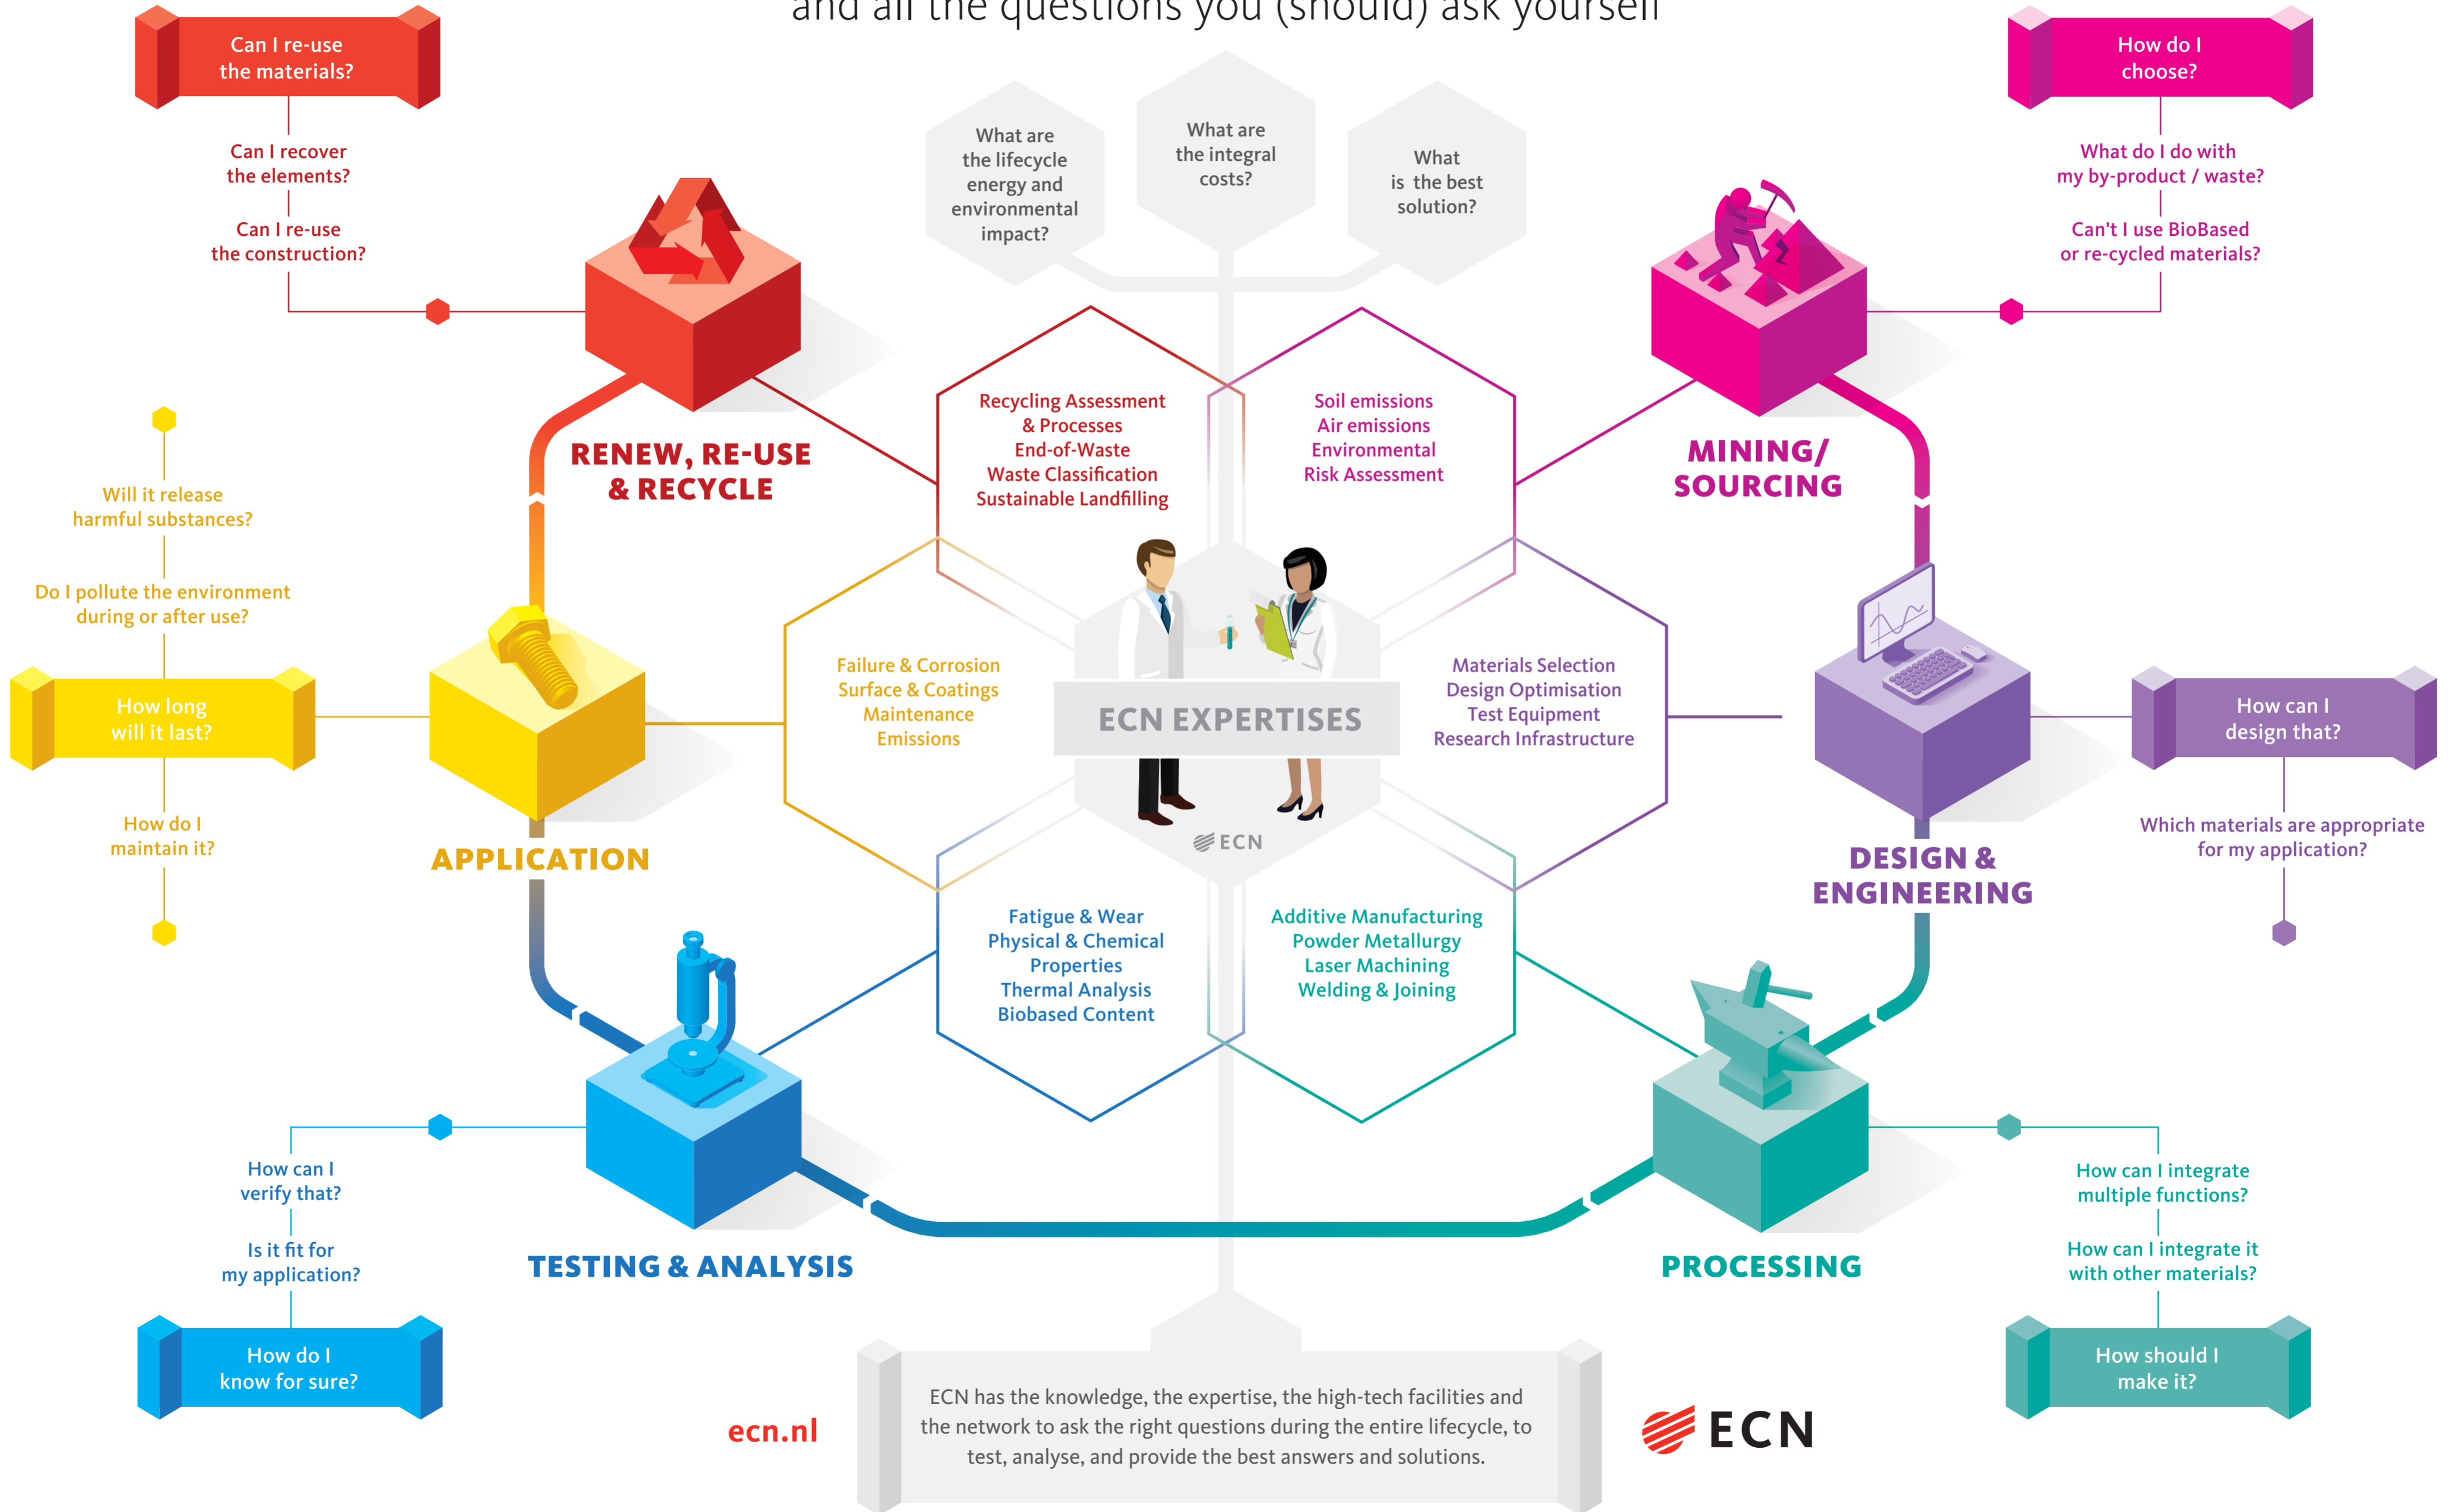 and all the questions you (should) ask yourself
Can I re-use
the materials?
Can I recover
the elements?
Can I re-use
the construction?
What are
the lifecycle
energy and
environmental
impact?
What are
the integral
costs?
What
is the best
solution?
How do I
choose?
What do I do with
my by-product / waste?
Can't I use BioBased
or re-cycled materials?
RENEW, RE-USE
& RECYCLE
Recycling Assessment
& Processes
End-of-Waste
Waste Classification
Sustainable Landfilling
Soil emissions
Air emissions
Environmental
Risk Assessment
MINING/
SOURCING
Will it release
harmful substances?
Do I pollute the environment
during or after use?
How long
will it last?
How do I
maintain it?
APPLICATION
Failure & Corrosion
Surface & Coatings
Maintenance
Emissions
ECN EXPERTISES
ECN
Materials Selection
Design Optimisation
Test Equipment
Research Infrastructure
DESIGN &
ENGINEERING
How can I
design that?
Which materials are appropriate
for my application?
Fatigue & Wear
Physical & Chemical
Properties
Thermal Analysis
Biobased Content
Additive Manufacturing
Powder Metallurgy
Laser Machining
Welding & Joining
How can I
verify that?
Is it fit for
my application?
How do I
know for sure?
TESTING & ANALYSIS
PROCESSING
How can I integrate
multiple functions?
How can I integrate it
with other materials?
How should I
make it?
ecn.nl
ECN has the knowledge, the expertise, the high-tech facilities and
the network to ask the right questions during the entire lifecycle, to
test, analyse, and provide the best answers and solutions.
ECN